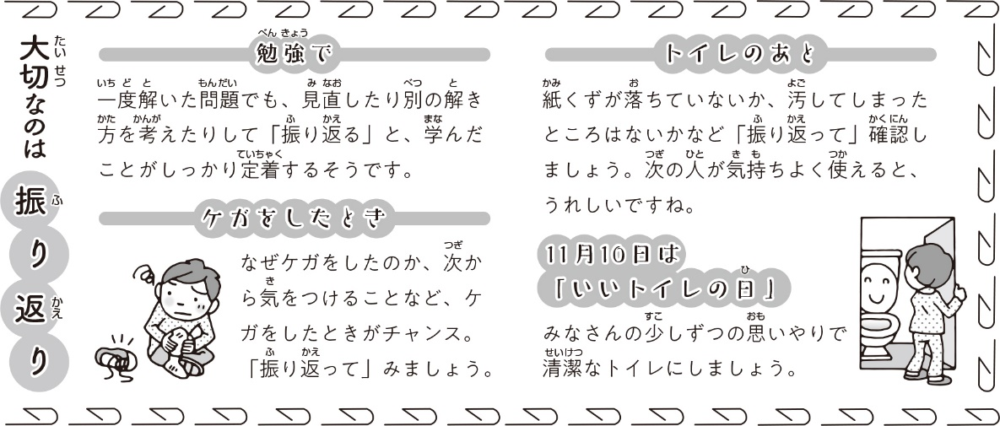 大切なのは
振り返り
勉強で
一度解いた問題でも、見直したり別の解き
方を考えたりして「振り返る」と、学んだ
ことがしっかり定着するそうです。
ケガをしたとき
なぜケガをしたのか、次か
ら気をつけることなど、ケ
ガをしたときがチャンス。
「振り返って」みましょう。
トイレのあと
紙くずが落ちていないか、汚してしまった
ところはないかなど「振り返って」確認し
ましょう。次の人が気持ちよく使えると、
うれしいですね。
11月10日は
「いいトイレの日」
みなさんの少しずつの思いやりで
清潔なトイレにしましょう。